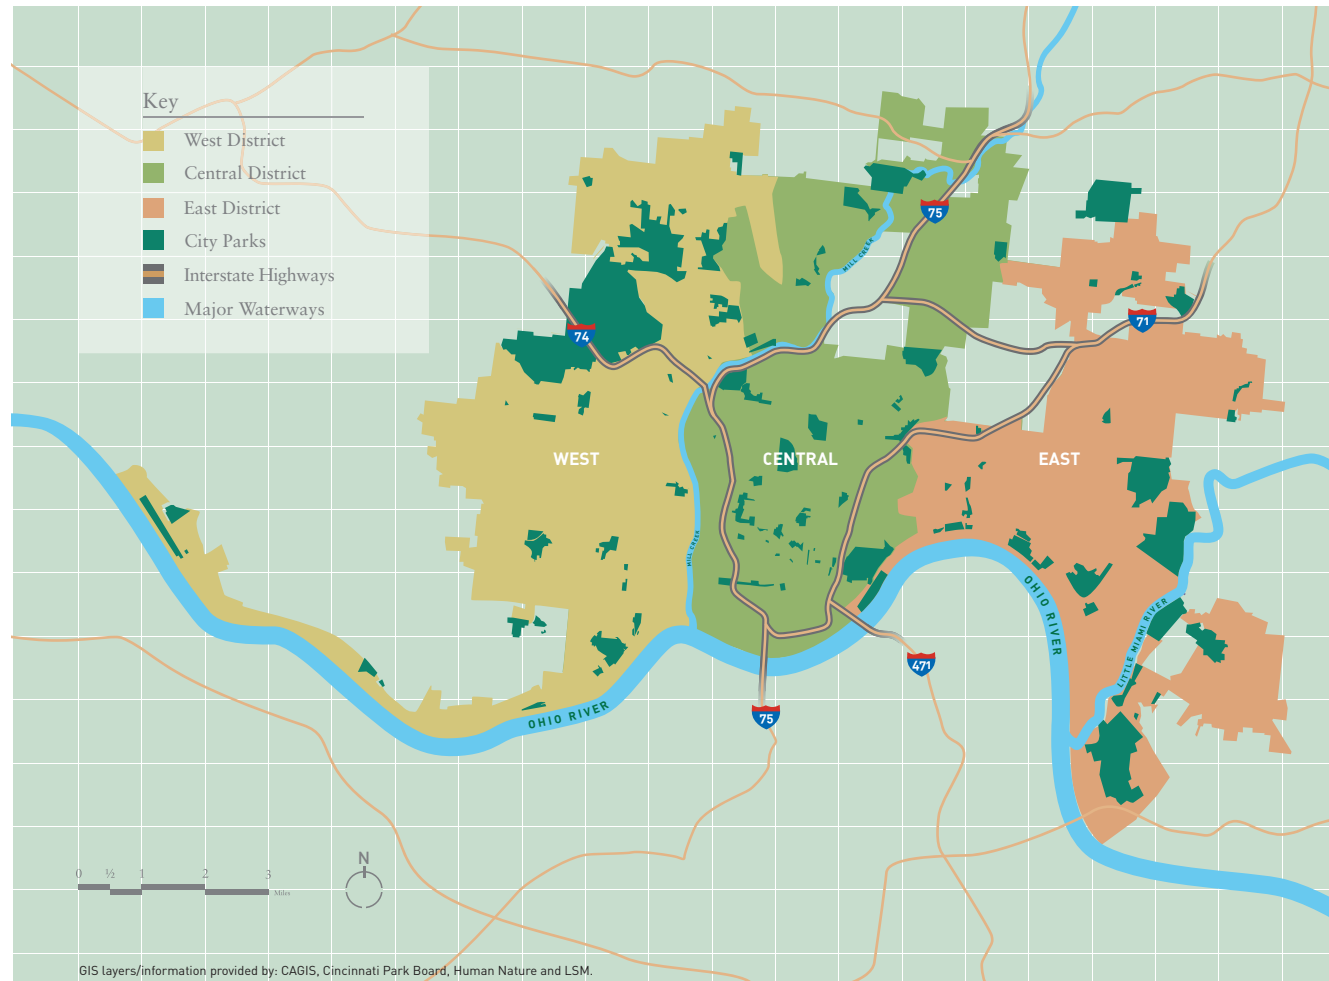 Key
West District
Central District
East District
City Parks
Interstate Highways
Major Waterways
75
MILL CREEK
74
71
WEST
CENTRAL
EAST
MILL CREEK
OHIO RIVER
LITTLE MIAMI RIVER
471
OHIO RIVER
75
N
0 ½ 1 2 3
Miles
GIS layers/information provided by: CAGIS, Cincinnati Park Board, Human Nature and LSM.